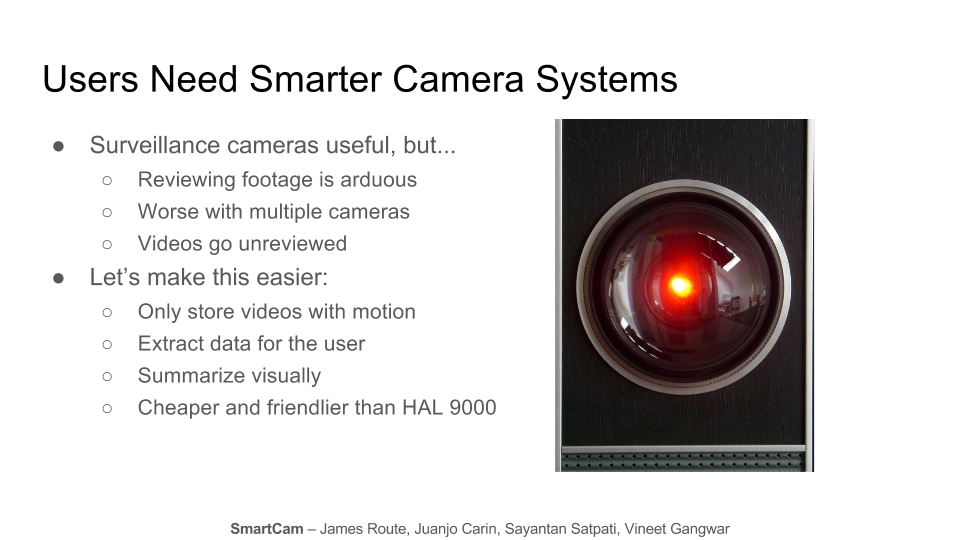 Users Need Smarter Camera Systems
● Surveillance cameras useful, but...
○ Reviewing footage is arduous
○ Worse with multiple cameras
○ Videos go unreviewed
● Let’s make this easier:
○ Only store videos with motion
○ Extract data for the user
○ Summarize visually
○ Cheaper and friendlier than HAL 9000
SmartCam – James Route, Juanjo Carin, Sayantan Satpati, Vineet Gangwar